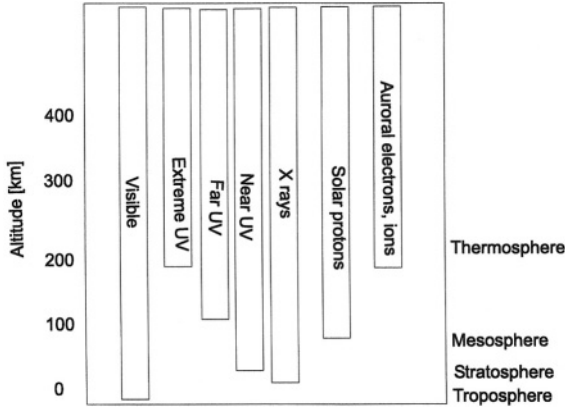 Altitude [km]
400
300
200
100
0
Visible
Extreme UV
Far UV
Near UV
X rays
Solar protons
Auroral electrons, ions
Thermosphere
Mesosphere
Stratosphere
Troposphere